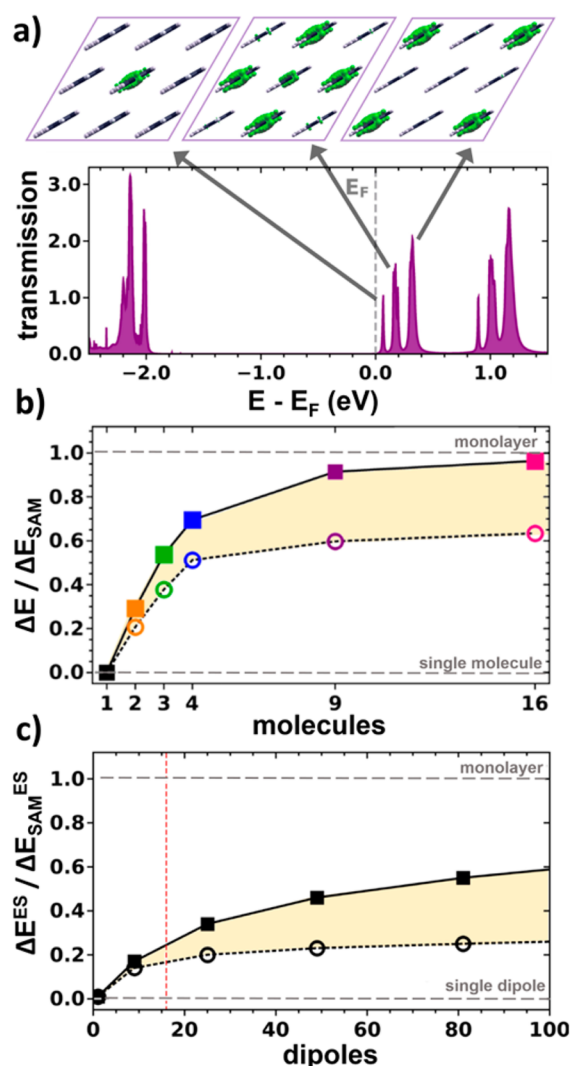 a)
E_F
transmission
3.0
2.0
1.0
0.0
−2.0 −1.0 0.0 1.0
E - E_F (eV)
b)
ΔE / ΔE_SAM
1.0
0.8
0.6
0.4
0.2
0.0
monolayer
single molecule
1 2 3 4 9 16
molecules
c)
ΔE^ES / ΔE_SAM^ES
1.0
0.8
0.6
0.4
0.2
0.0
monolayer
single dipole
0 20 40 60 80 100
dipoles